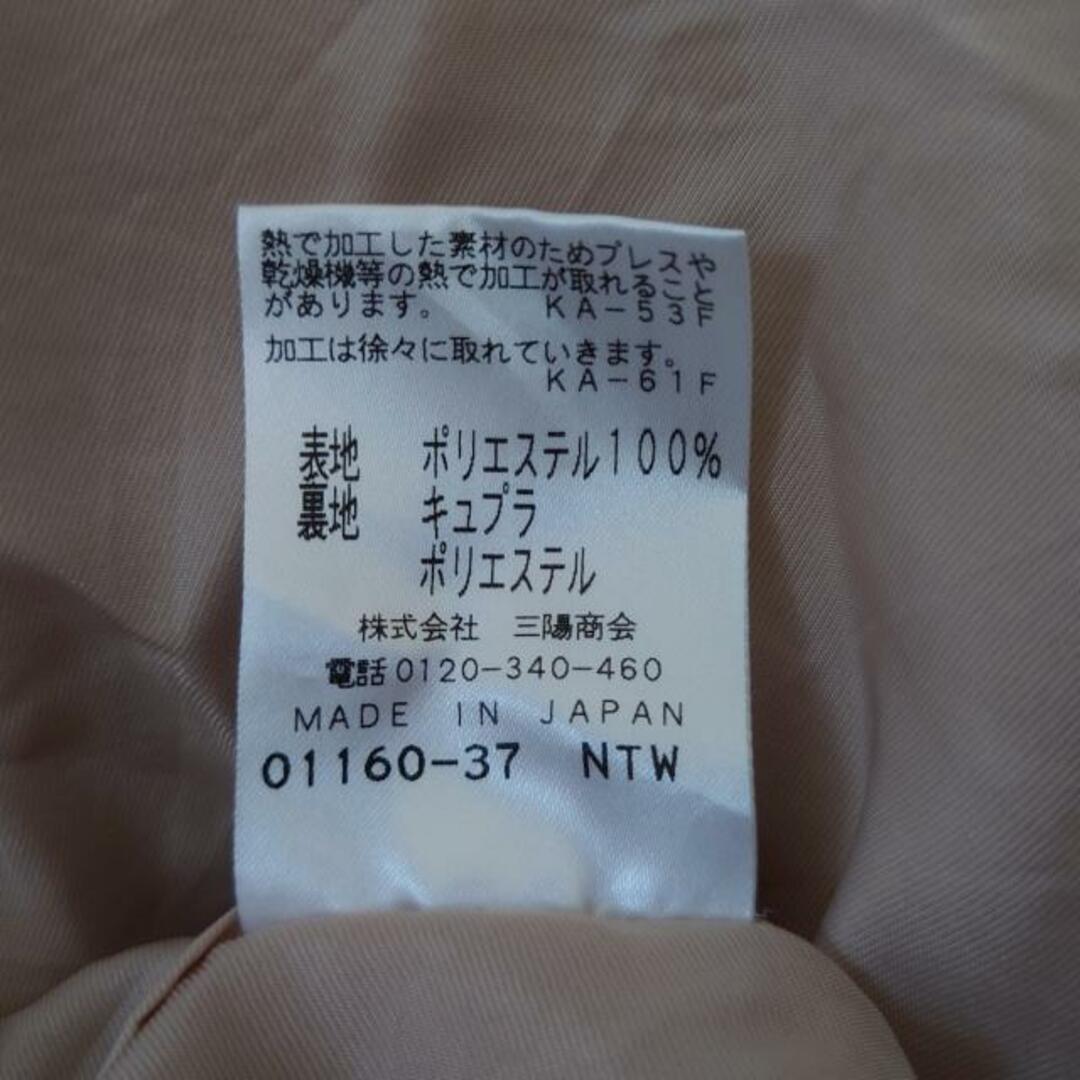 熱で加工した素材のためプレスや
乾燥機等の熱で加工が取れること
があります。 KA-53F
加工は徐々に取れていきます。
KA-61F
表地 ポリエステル100%
裏地 キュプラ
ポリエステル
株式会社 三陽商会
電話0120-340-460
MADE IN JAPAN
01160-37 NTW